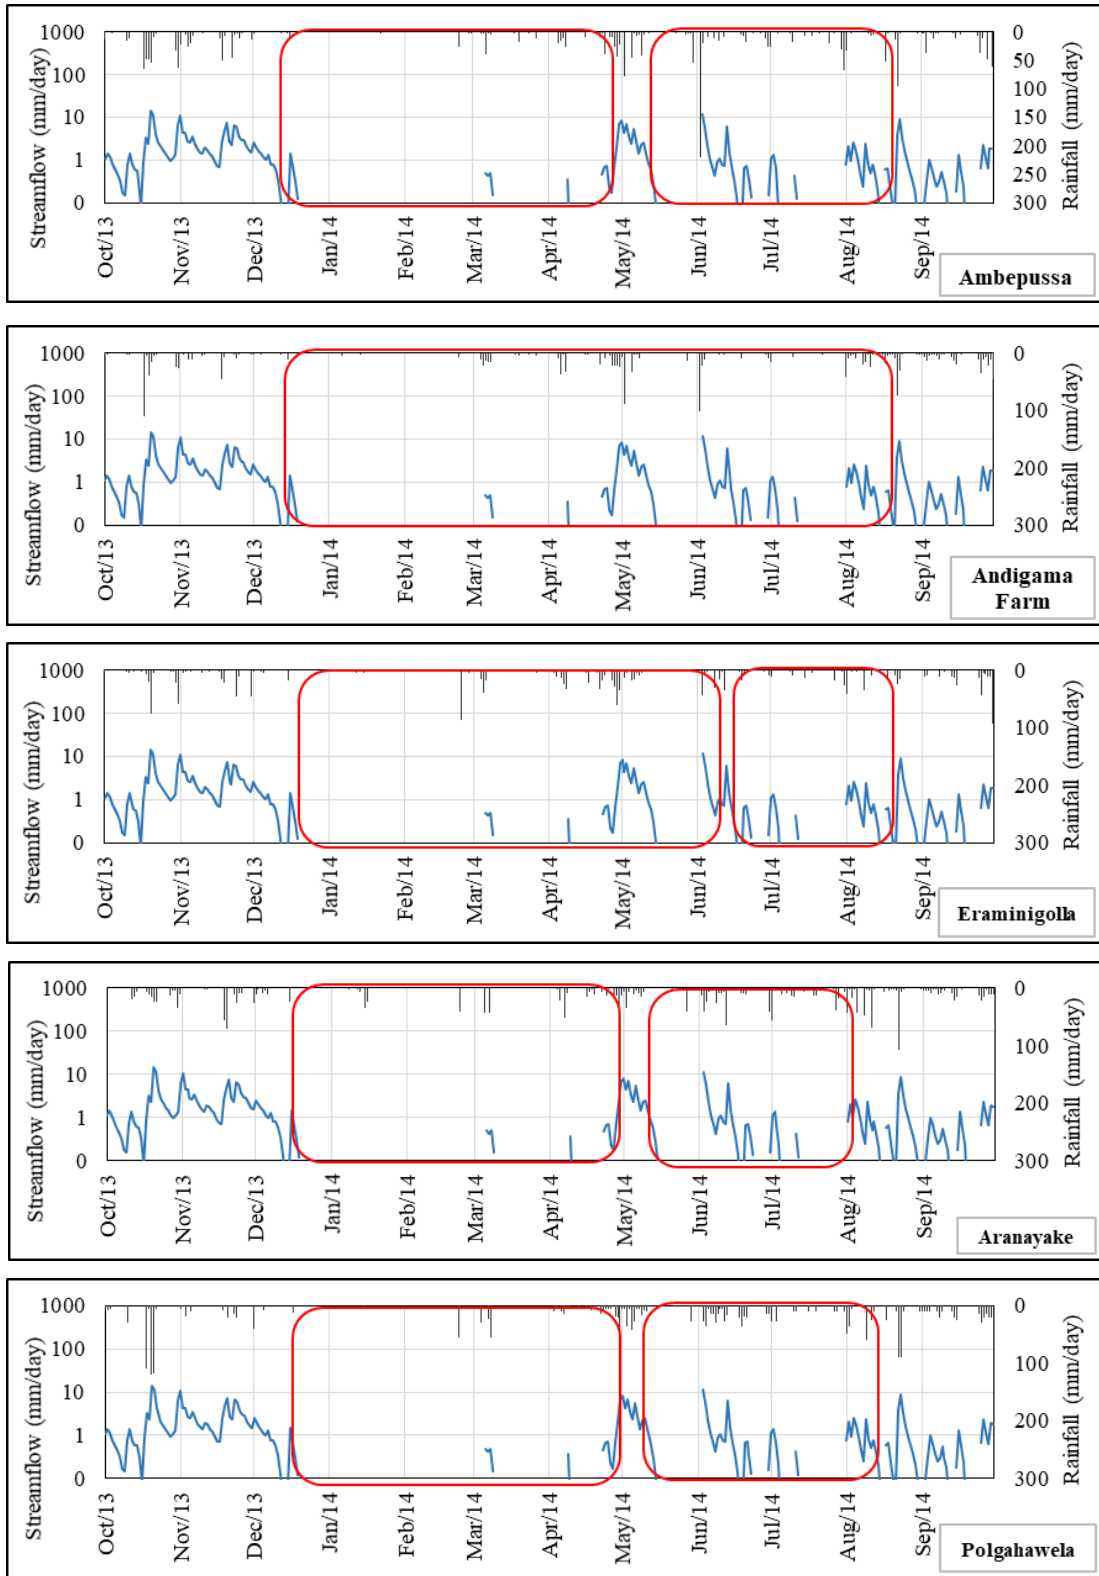 Streamflow (mm/day)
1000
100
10
1
0
0
50
100
150
200
250
300
Rainfall (mm/day)
Oct/13
Nov/13
Dec/13
Jan/14
Feb/14
Mar/14
Apr/14
May/14
Jun/14
Jul/14
Aug/14
Sep/14
Ambepussa
Streamflow (mm/day)
1000
100
10
1
0
0
100
200
300
Rainfall (mm/day)
Oct/13
Nov/13
Dec/13
Jan/14
Feb/14
Mar/14
Apr/14
May/14
Jun/14
Jul/14
Aug/14
Sep/14
Andigama
Farm
Streamflow (mm/day)
1000
100
10
1
0
0
100
200
300
Rainfall (mm/day)
Oct/13
Nov/13
Dec/13
Jan/14
Feb/14
Mar/14
Apr/14
May/14
Jun/14
Jul/14
Aug/14
Sep/14
Eraminigolla
Streamflow (mm/day)
1000
100
10
1
0
0
100
200
300
Rainfall (mm/day)
Oct/13
Nov/13
Dec/13
Jan/14
Feb/14
Mar/14
Apr/14
May/14
Jun/14
Jul/14
Aug/14
Sep/14
Aranayake
Streamflow (mm/day)
1000
100
10
1
0
0
100
200
300
Rainfall (mm/day)
Oct/13
Nov/13
Dec/13
Jan/14
Feb/14
Mar/14
Apr/14
May/14
Jun/14
Jul/14
Aug/14
Sep/14
Polgahawela